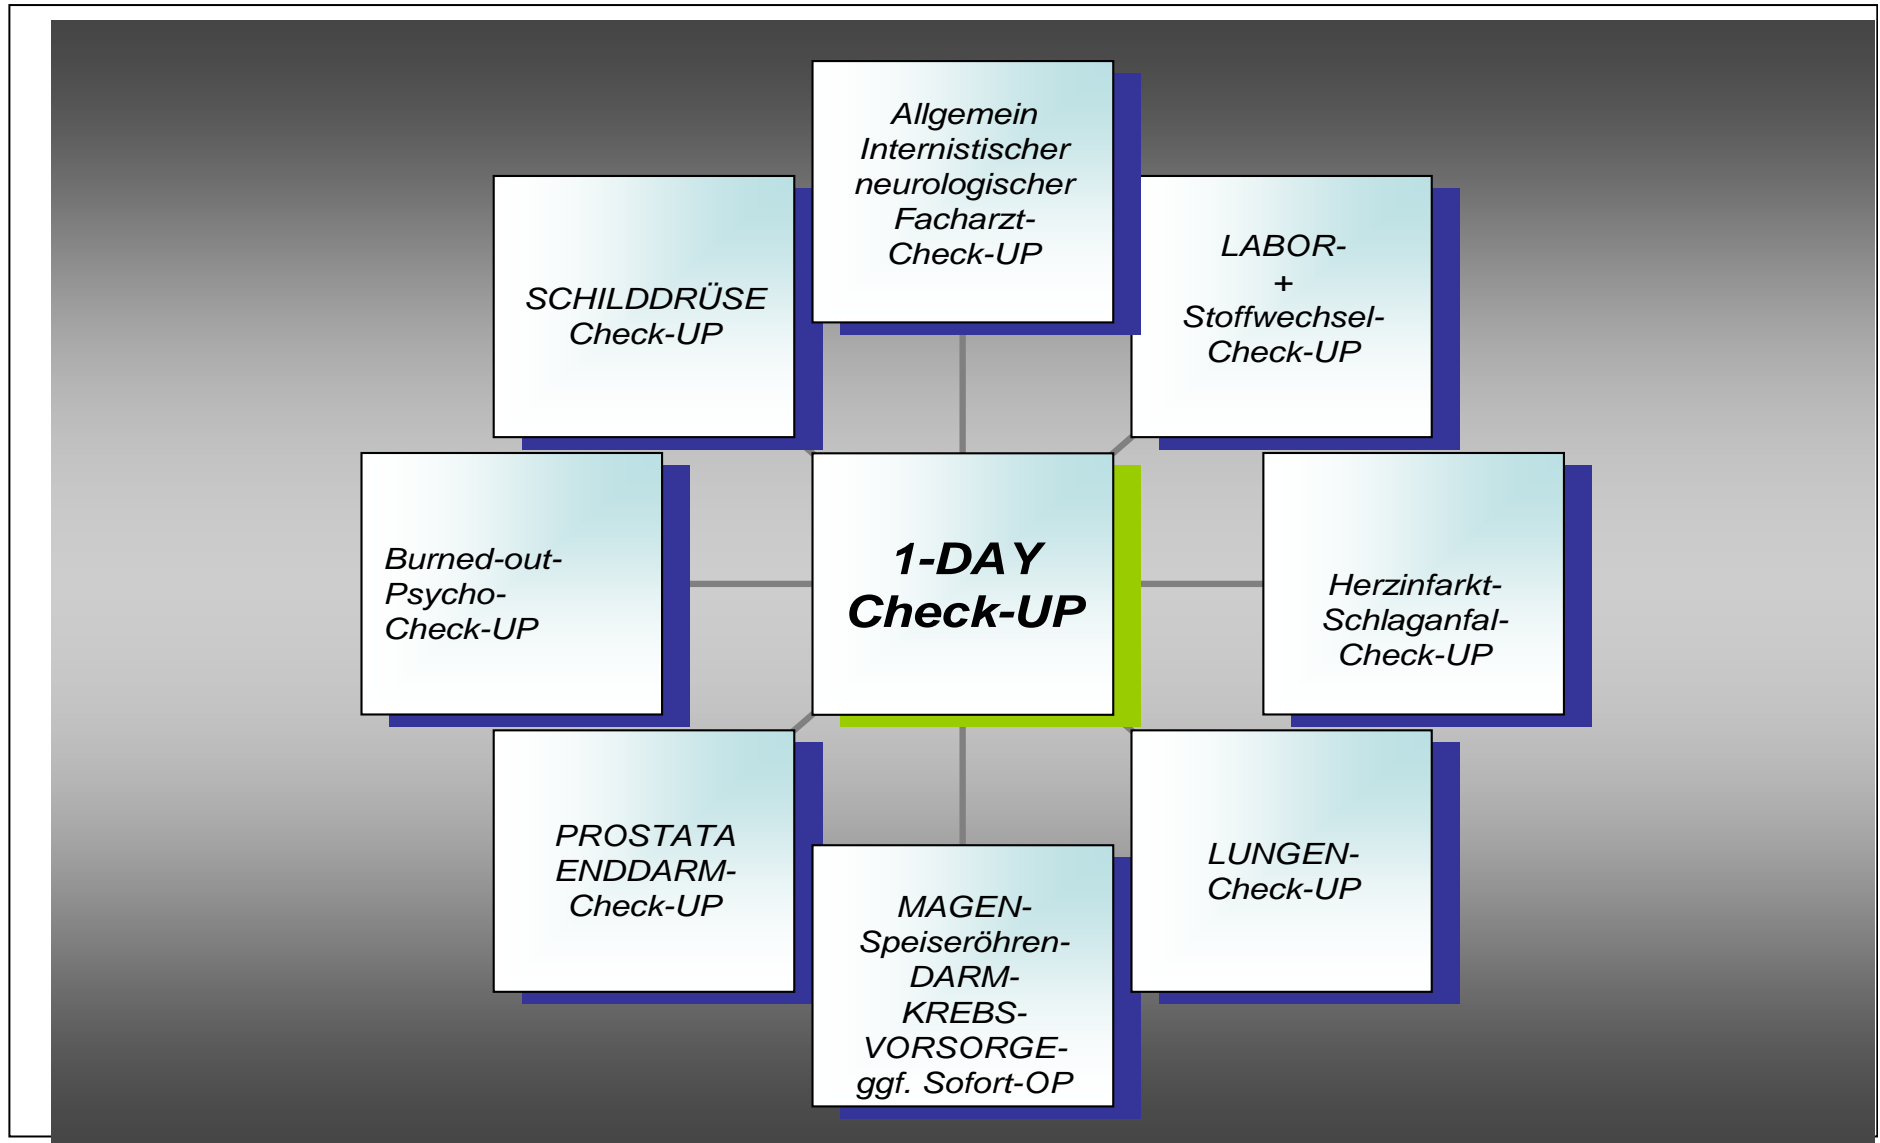 Allgemein
Internistischer
neurologischer
Facharzt-
Check-UP
LABOR-
+
Stoffwechsel-
Check-UP
Herzinfarkt-
Schlaganfal-
Check-UP
LUNGEN-
Check-UP
MAGEN-
Speiseröhren-
DARM-
KREBS-
VORSORGE-
ggf. Sofort-OP
PROSTATA
ENDDARM-
Check-UP
Burned-out-
Psycho-
Check-UP
SCHILDDRÜSE
Check-UP
1-DAY
Check-UP